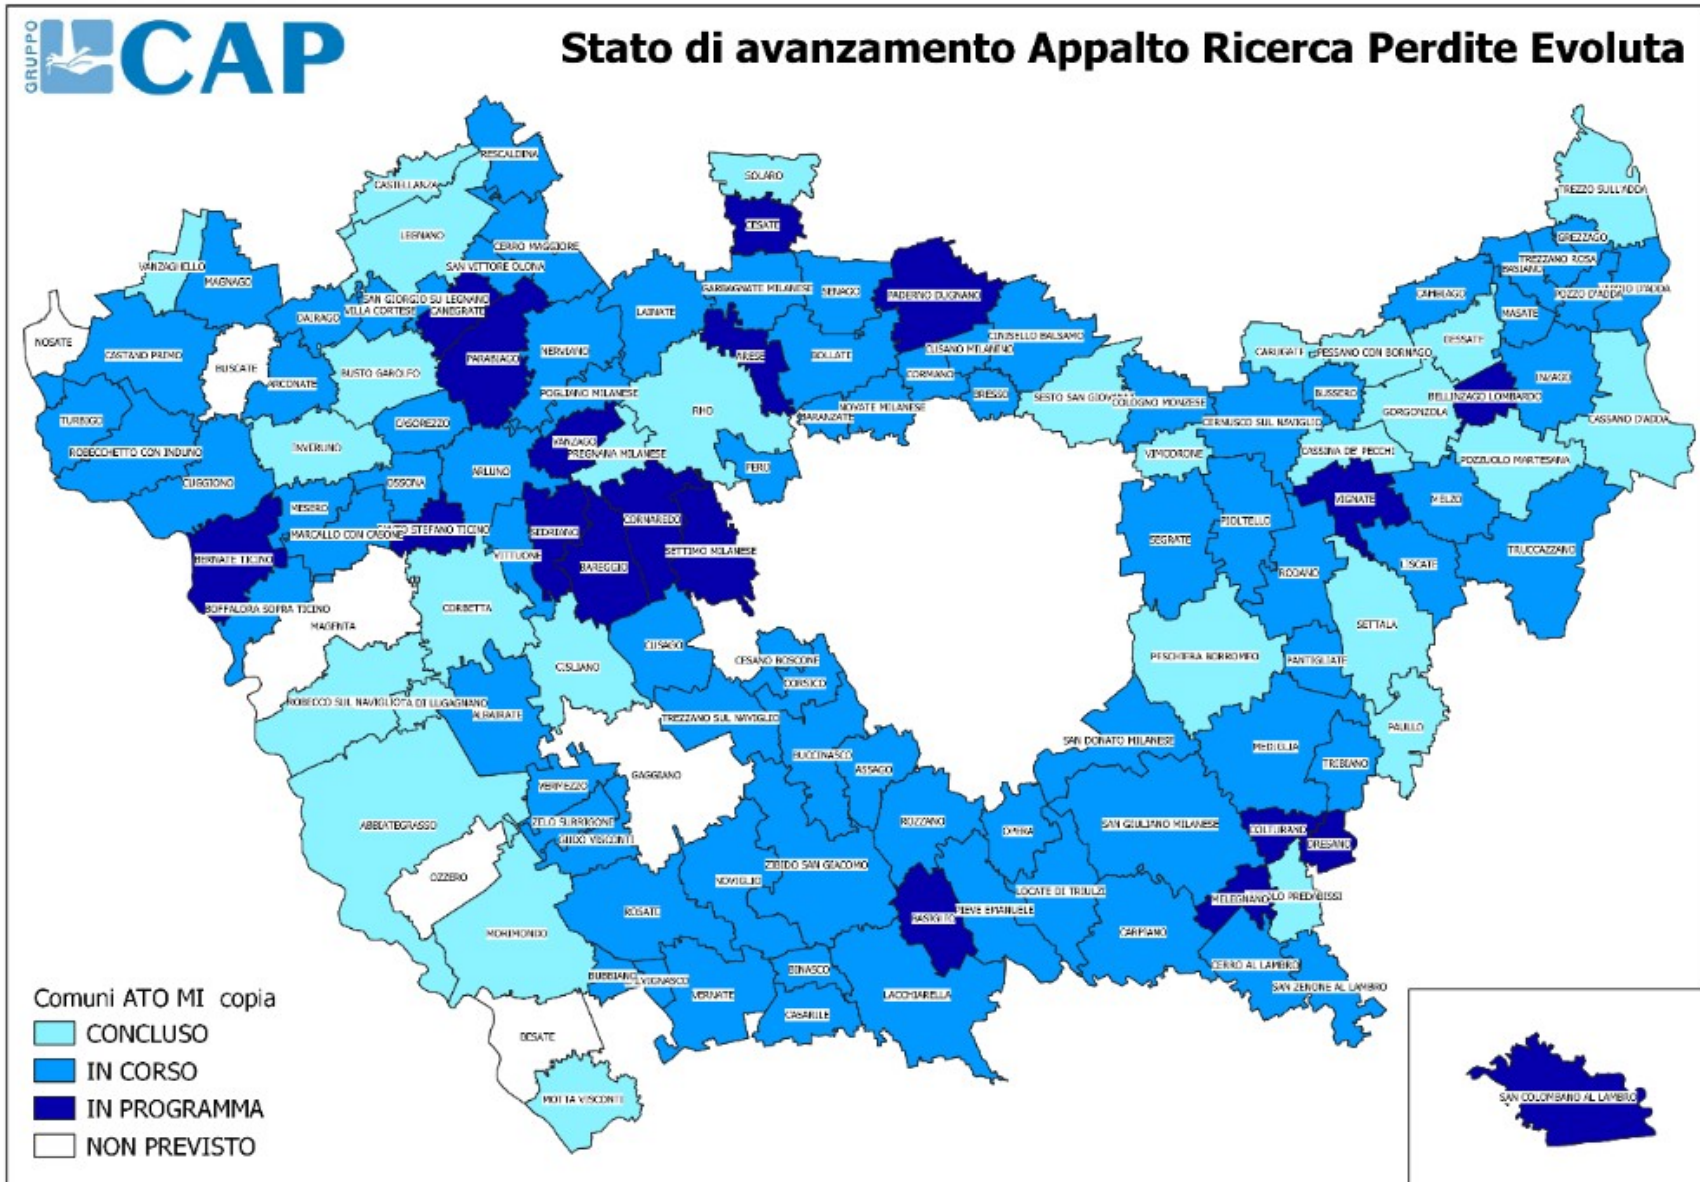 GRUPPO
CAP
Stato di avanzamento Appalto Ricerca Perdite Evoluta
RESCALDINA
CASTELLANZA
SOLARO
TREZZO SULL'ADDA
CESATE
LEGNANO
GREZZAGO
CERRO MAGGIORE
TREZZANO ROSA
VANZAGHELLO
SAN VITTORE OLONA
BASIANO
MAGNAGO
GARBAGNATE MILANESE
SENAGO
PADERNO DUGNANO
CAMBIAGO
POZZO D'ADDA
SAN GIORGIO SU LEGNANO
VILLA CORTESE
CANEGRATE
DAIRAGO
LAINATE
MASATE
NOSATE
CASTANO PRIMO
CINISELLO BALSAMO
GESSATE
CUSANO MILANINO
NERVIANO
BOLLATE
CARUGATE
PESSANO CON BORNAGO
PARABIAGO
BUSCATE
BUSTO GAROLFO
CORMANO
INZAGO
ARCONATE
POGLIANO MILANESE
BRESSO
BUSSERO
BELLINZAGO LOMBARDO
NOVATE MILANESE
SESTO SAN GIOVANNI
COLOGNO MONZESE
RHO
BARANZATE
GORGONZOLA
TURBIGO
CASOREZZO
CERNUSCO SUL NAVIGLIO
CASSANO D'ADDA
VANZAGO
INVERUNO
ROBECCHETTO CON INDUNO
PREGNANA MILANESE
CASSINA DE' PECCHI
POZZUOLO MARTESANA
VIMODRONE
PERO
ARLUNO
CUGGIONO
OSSONA
VIGNATE
MELZO
MESERO
CORNAREDO
PIOLTELLO
SEDRIANO
MARCALLO CON CASONE
SEGRATE
SETTIMO MILANESE
TRUCCAZZANO
VITTUONE
BERNATE TICINO
BAREGGIO
LISCATE
RODANO
BOFFALORA SOPRA TICINO
CORBETTA
MAGENTA
SETTALA
CUSAGO
CISLIANO
CESANO BOSCONE
PESCHIERA BORROMEO
PANTIGLIATE
CORSICO
ALBAIRATE
TREZZANO SUL NAVIGLIO
PAULLO
SAN DONATO MILANESE
MEDIGLIA
BUCCINASCO
TRIBIANO
ASSAGO
GAGGIANO
VERMEZZO
ZELO SURRIGONE
ROZZANO
ABBIATEGRASSO
SAN GIULIANO MILANESE
OPERA
COLTURANO
DRESANO
ZIBIDO SAN GIACOMO
OZZERO
NOVIGLIO
LOCATE DI TRIULZI
MELEGNANO
ROSATE
BASIGLIO
PIEVE EMANUELE
MORIMONDO
CARPIANO
CERRO AL LAMBRO
BINASCO
BUBBIANO
SAN ZENONE AL LAMBRO
VERNATE
LACCHIARELLA
CASARILE
BESATE
MOTTA VISCONTI
SAN COLOMBANO AL LAMBRO
Comuni ATO MI copia
CONCLUSO
IN CORSO
IN PROGRAMMA
NON PREVISTO